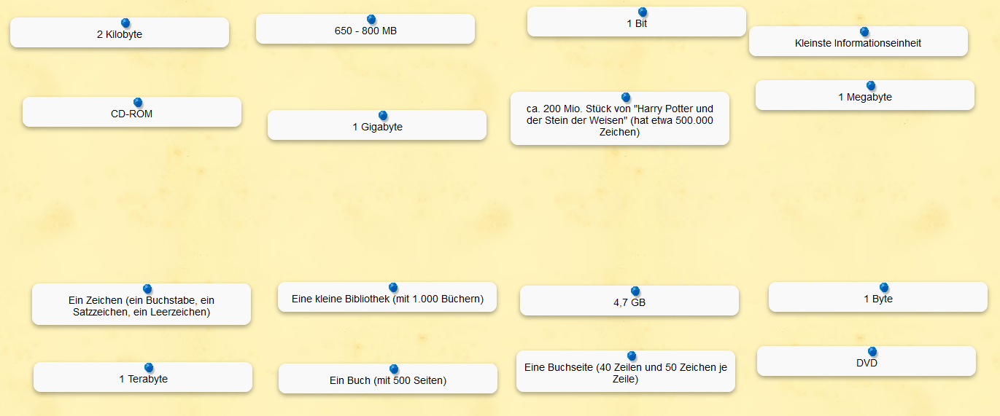 2 Kilobyte
650 - 800 MB
1 Bit
Kleinste Informationseinheit
CD-ROM
1 Gigabyte
ca. 200 Mio. Stück von "Harry Potter und
der Stein der Weisen" (hat etwa 500.000
Zeichen)
1 Megabyte
Ein Zeichen (ein Buchstabe, ein
Satzzeichen, ein Leerzeichen)
Eine kleine Bibliothek (mit 1.000 Büchern)
4,7 GB
1 Byte
1 Terabyte
Ein Buch (mit 500 Seiten)
Eine Buchseite (40 Zeilen und 50 Zeichen je
Zeile)
DVD